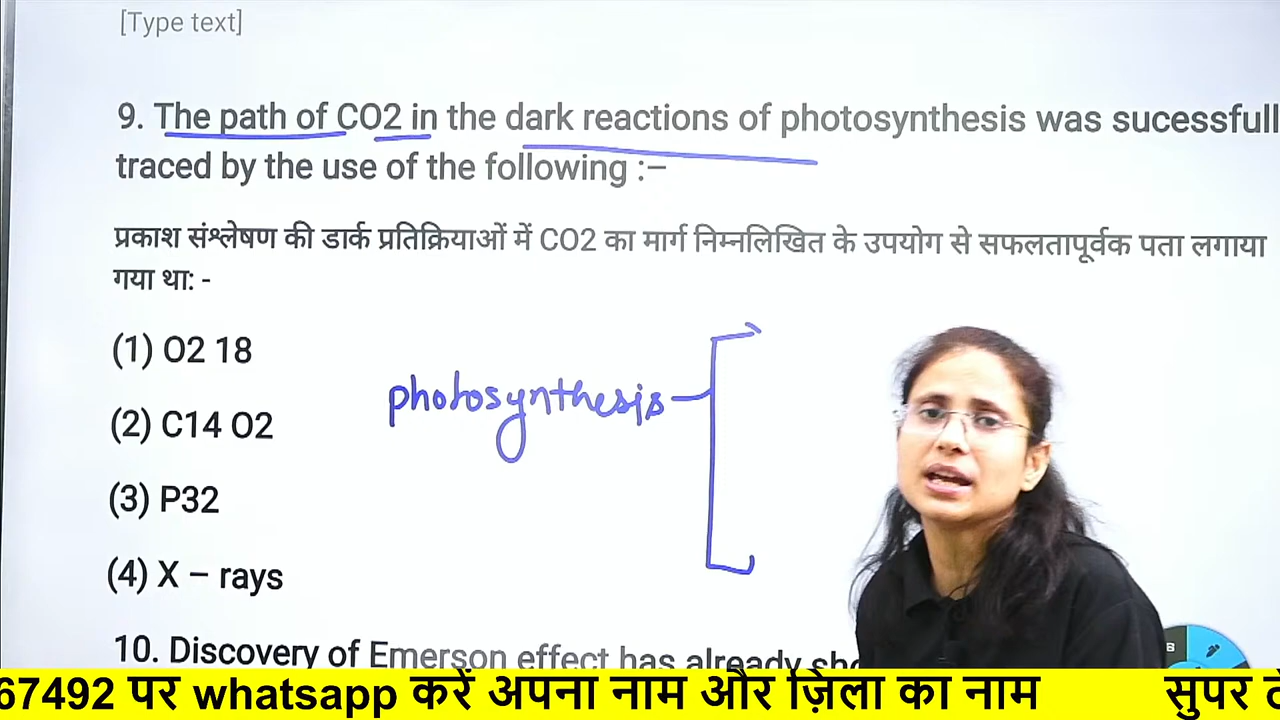 [Type text]
9. The path of CO2 in the dark reactions of photosynthesis was sucessfull
traced by the use of the following :–
प्रकाश संश्लेषण की डार्क प्रतिक्रियाओं में CO2 का मार्ग निम्नलिखित के उपयोग से सफलतापूर्वक पता लगाया
गया था: -
(1) O2 18
(2) C14 O2
photosynthesis
(3) P32
(4) X – rays
10. Discovery of Emerson effect has already
67492 पर whatsapp करें अपना नाम और ज़िला का नाम सुपर